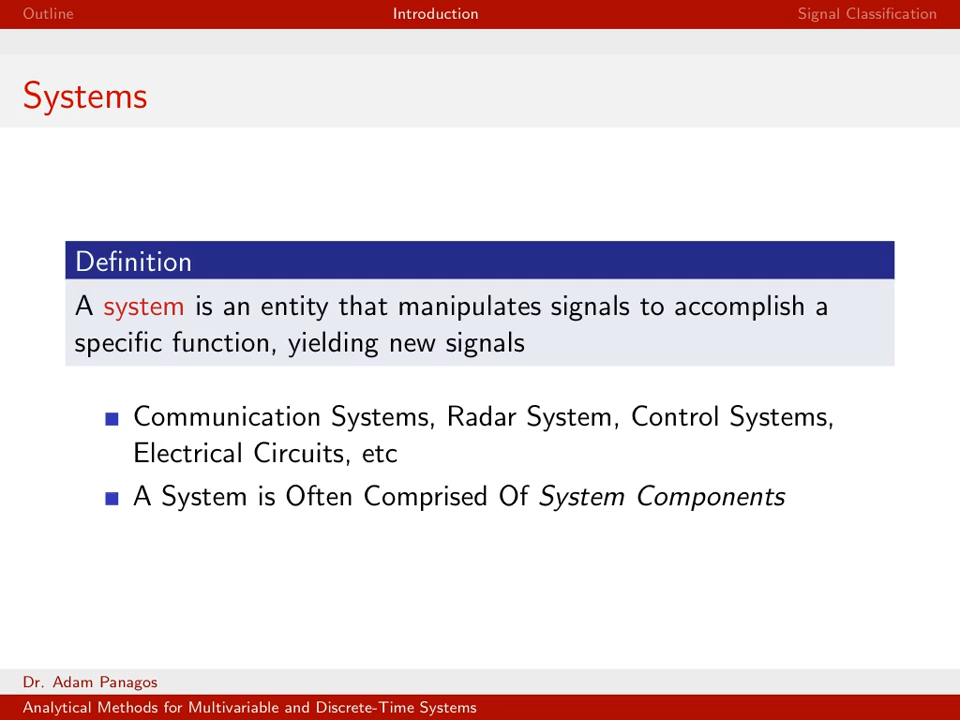 Outline Introduction Signal Classification
Systems
Definition
A system is an entity that manipulates signals to accomplish a
specific function, yielding new signals
Communication Systems, Radar System, Control Systems,
Electrical Circuits, etc
A System is Often Comprised Of System Components
Dr. Adam Panagos
Analytical Methods for Multivariable and Discrete-Time Systems